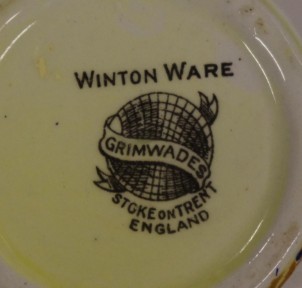 WINTON WARE
GRIMWADES
STOKE ON TRENT
ENGLAND